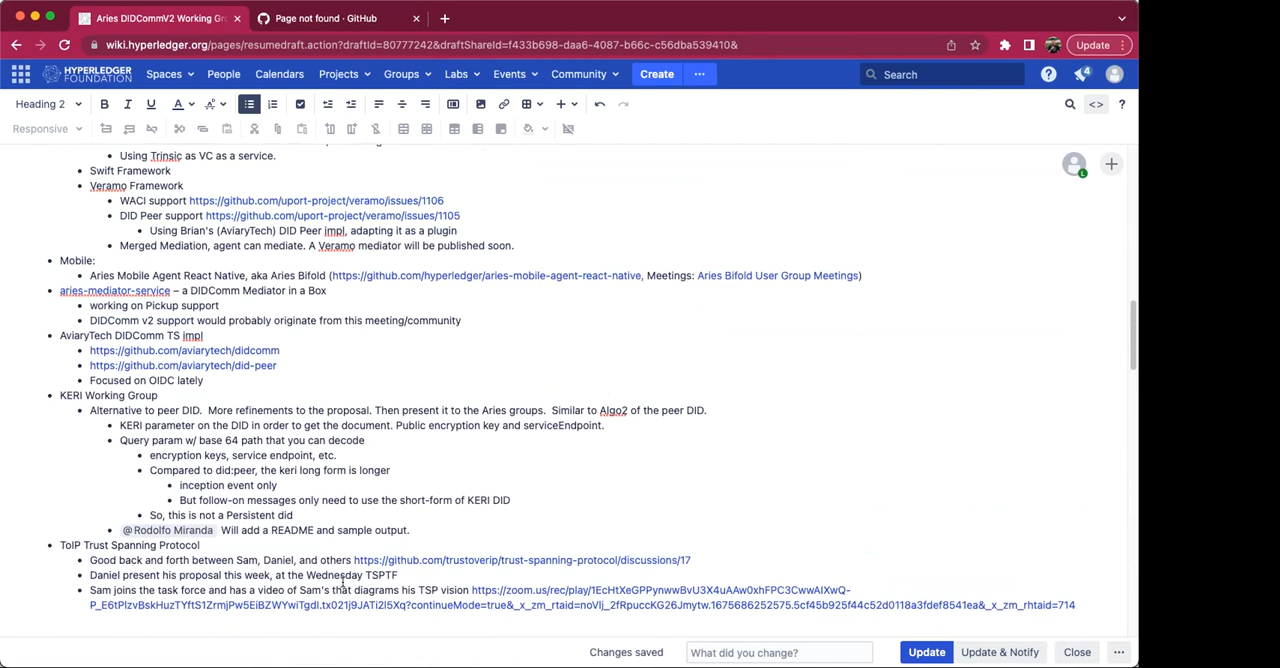 Aries DIDCommV2 Working Gr
Page not found · GitHub
wiki.hyperledger.org/pages/resumedraft.action?draftId=80777242&draftShareId=f433b698-daa6-4087-b66c-c56dba539410&
Update
HYPERLEDGER FOUNDATION
Spaces
People
Calendars
Projects
Groups
Labs
Events
Community
Create
Search
4
Heading 2
Responsive
Using Trinsic as VC as a service.
Swift Framework
Veramo Framework
WACI support https://github.com/uport-project/veramo/issues/1106
DID Peer support https://github.com/uport-project/veramo/issues/1105
Using Brian's (AviaryTech) DID Peer impl, adapting it as a plugin
Merged Mediation, agent can mediate. A Veramo mediator will be published soon.
Mobile:
Aries Mobile Agent React Native, aka Aries Bifold (https://github.com/hyperledger/aries-mobile-agent-react-native, Meetings: Aries Bifold User Group Meetings)
aries-mediator-service – a DIDComm Mediator in a Box
working on Pickup support
DIDComm v2 support would probably originate from this meeting/community
AviaryTech DIDComm TS impl
https://github.com/aviarytech/didcomm
https://github.com/aviarytech/did-peer
Focused on OIDC lately
KERI Working Group
Alternative to peer DID. More refinements to the proposal. Then present it to the Aries groups. Similar to Algo2 of the peer DID.
KERI parameter on the DID in order to get the document. Public encryption key and serviceEndpoint.
Query param w/ base 64 path that you can decode
encryption keys, service endpoint, etc.
Compared to did:peer, the keri long form is longer
inception event only
But follow-on messages only need to use the short-form of KERI DID
So, this is not a Persistent did
@Rodolfo Miranda Will add a README and sample output.
ToIP Trust Spanning Protocol
Good back and forth between Sam, Daniel, and others https://github.com/trustoverip/trust-spanning-protocol/discussions/17
Daniel present his proposal this week, at the Wednesday TSPTF
Sam joins the task force and has a video of Sam's that diagrams his TSP vision https://zoom.us/rec/play/1EcHtXeGPPynwwBvU3X4uAAw0xhFPC3CwwAIXwQ-
P_E6tPlzvBskHuzTYftS1ZrmjPw5EiBZWYwiTgdI.tx021j9JATi2I5Xq?continueMode=true&_x_zm_rtaid=noVlj_2fRpuccKG26Jmytw.1675686252575.5cf45b925f44c52d0118a3fdef8541ea&_x_zm_rhtaid=714
Changes saved
What did you change?
Update
Update & Notify
Close